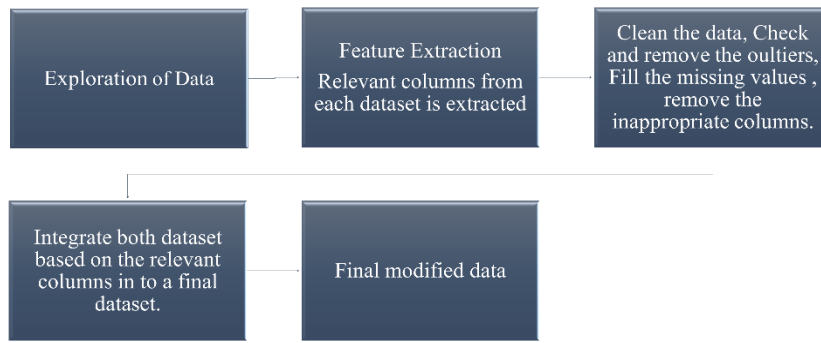 Exploration of Data
Feature Extraction
Relevant columns from
each dataset is extracted
Clean the data, Check
and remove the oultiers,
Fill the missing values ,
remove the
inappropriate columns.
Integrate both dataset
based on the relevant
columns in to a final
dataset.
Final modified data